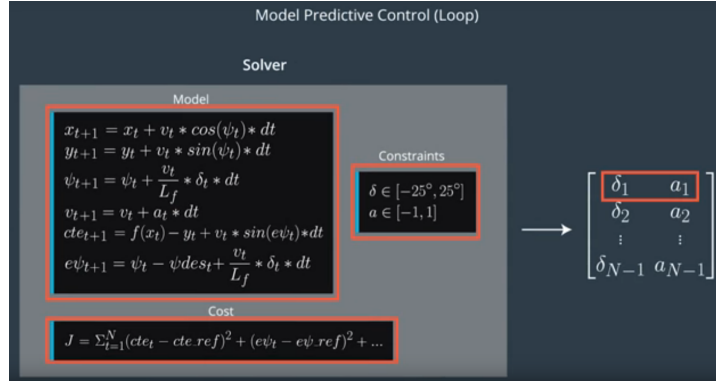 Model Predictive Control (Loop)
Solver
Model
x_{t+1} = x_t + v_t * cos(ψ_t) * dt
y_{t+1} = y_t + v_t * sin(ψ_t) * dt
ψ_{t+1} = ψ_t + \frac{v_t}{L_f} * δ_t * dt
v_{t+1} = v_t + a_t * dt
cte_{t+1} = f(x_t) − y_t + v_t * sin(eψ_t) * dt
eψ_{t+1} = ψ_t − ψdes_t + \frac{v_t}{L_f} * δ_t * dt
Constraints
δ ∈ [−25°, 25°]
a ∈ [−1, 1]
Cost
J = Σ_{t=1}^{N} (cte_t − cte_ref)^2 + (eψ_t − eψ_ref)^2 + ...
δ_1 a_1
δ_2 a_2
⋮ ⋮
δ_{N−1} a_{N−1}